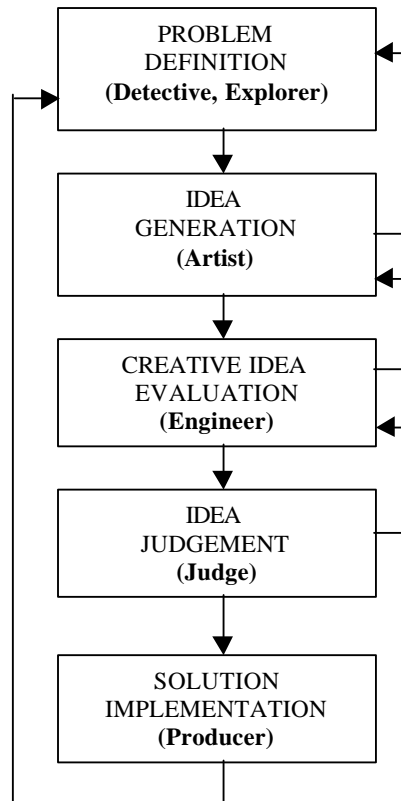 PROBLEM
DEFINITION
(Detective, Explorer)
IDEA
GENERATION
(Artist)
CREATIVE IDEA
EVALUATION
(Engineer)
IDEA
JUDGEMENT
(Judge)
SOLUTION
IMPLEMENTATION
(Producer)